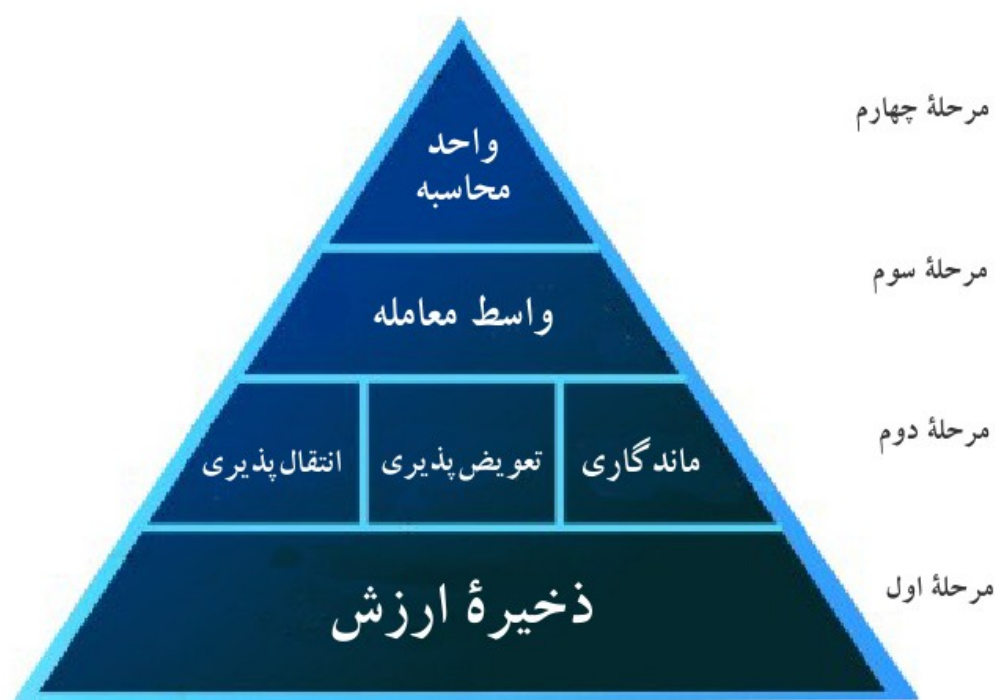 مرحلهٔ چهارم
واحد
محاسبه
مرحلهٔ سوم
واسط معامله
مرحلهٔ دوم
ماندگاری
تعویض‌پذیری
انتقال‌پذیری
مرحلهٔ اول
ذخیرهٔ ارزش